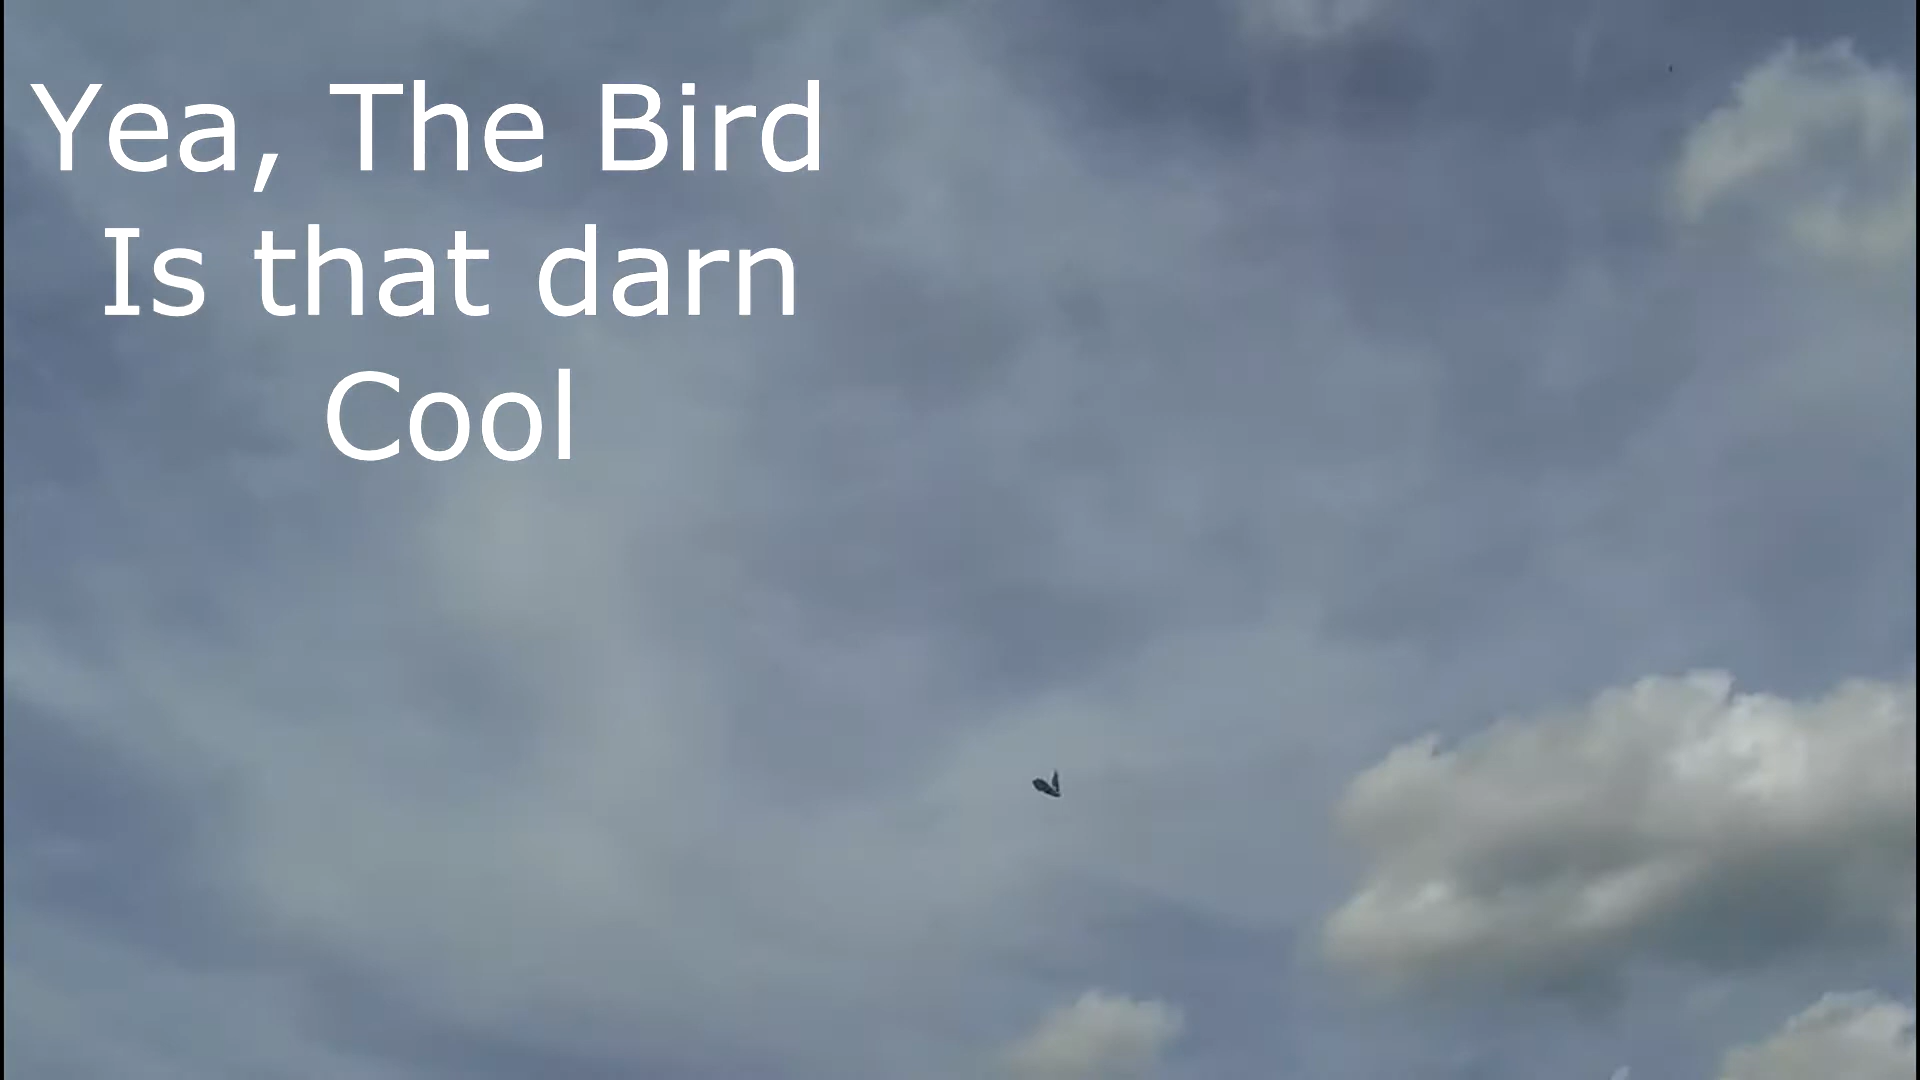 Yea, The Bird
Is that darn
Cool